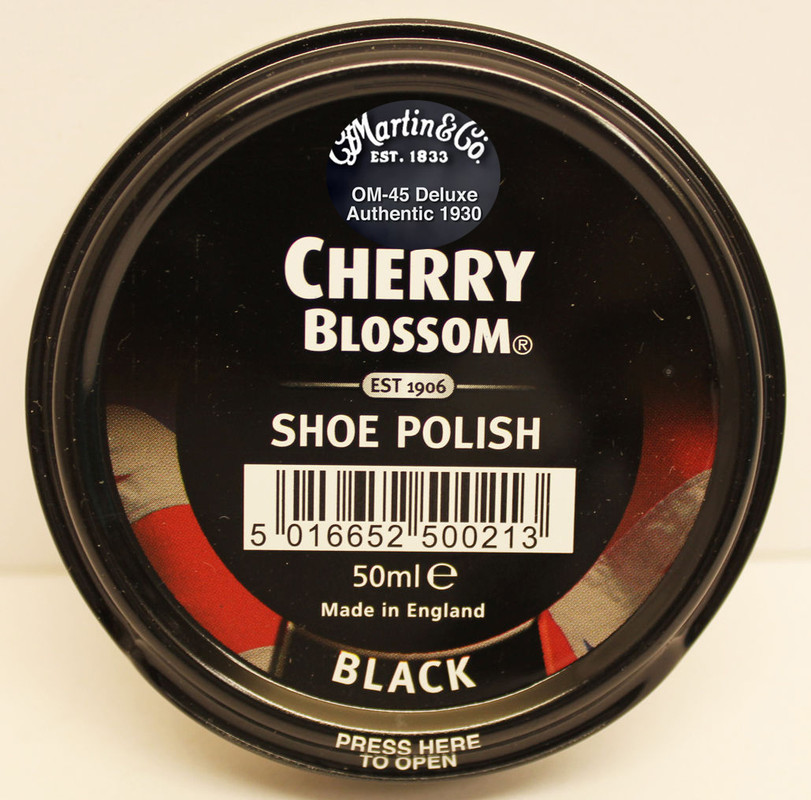 CFMartin & Co.
EST. 1833
OM-45 Deluxe
Authentic 1930
CHERRY
BLOSSOM®
EST 1906
SHOE POLISH
5 016652 500213
50ml ℮
Made in England
BLACK
PRESS HERE
TO OPEN